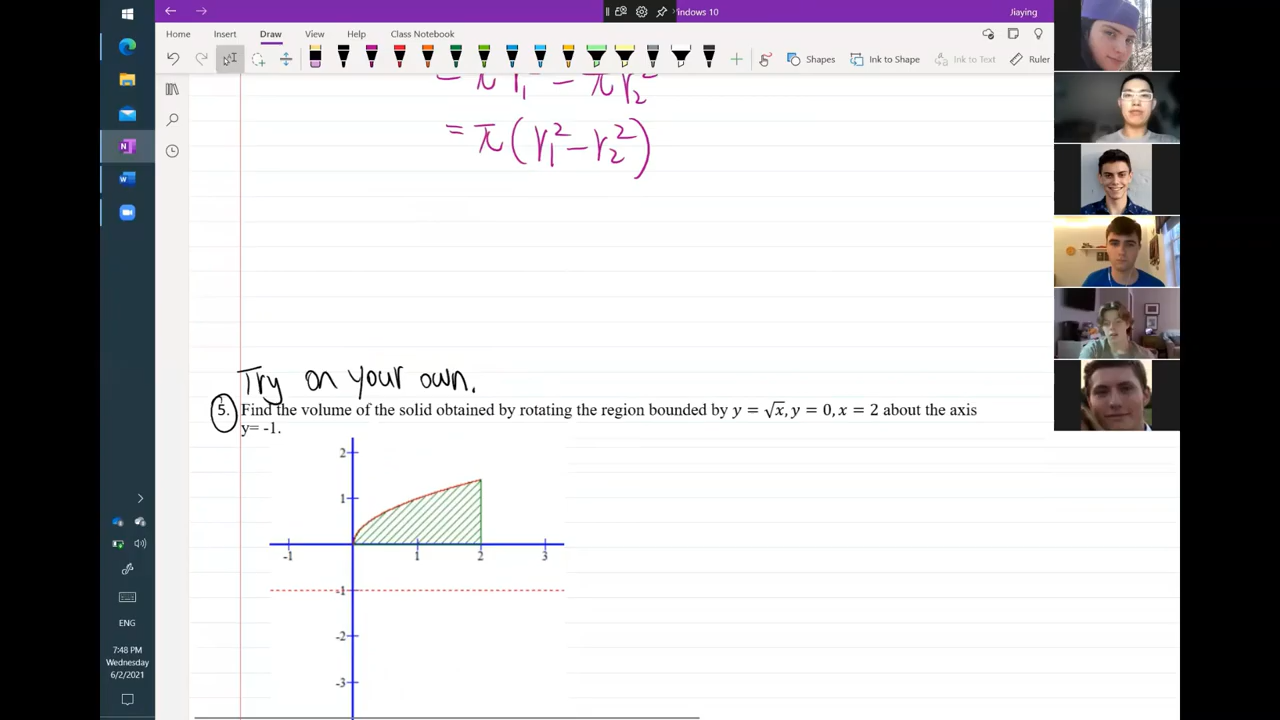 indows 10
Jiaying
Home Insert Draw View Help Class Notebook
Shapes Ink to Shape Ink to Text Ruler
= π r₁² − π r₂²
= π(r₁² − r₂²)
Try on your own.
5. Find the volume of the solid obtained by rotating the region bounded by y = √x, y = 0, x = 2 about the axis
y= -1.
2
1
-1 1 2 3
-1
-2
-3
ENG
7:48 PM
Wednesday
6/2/2021